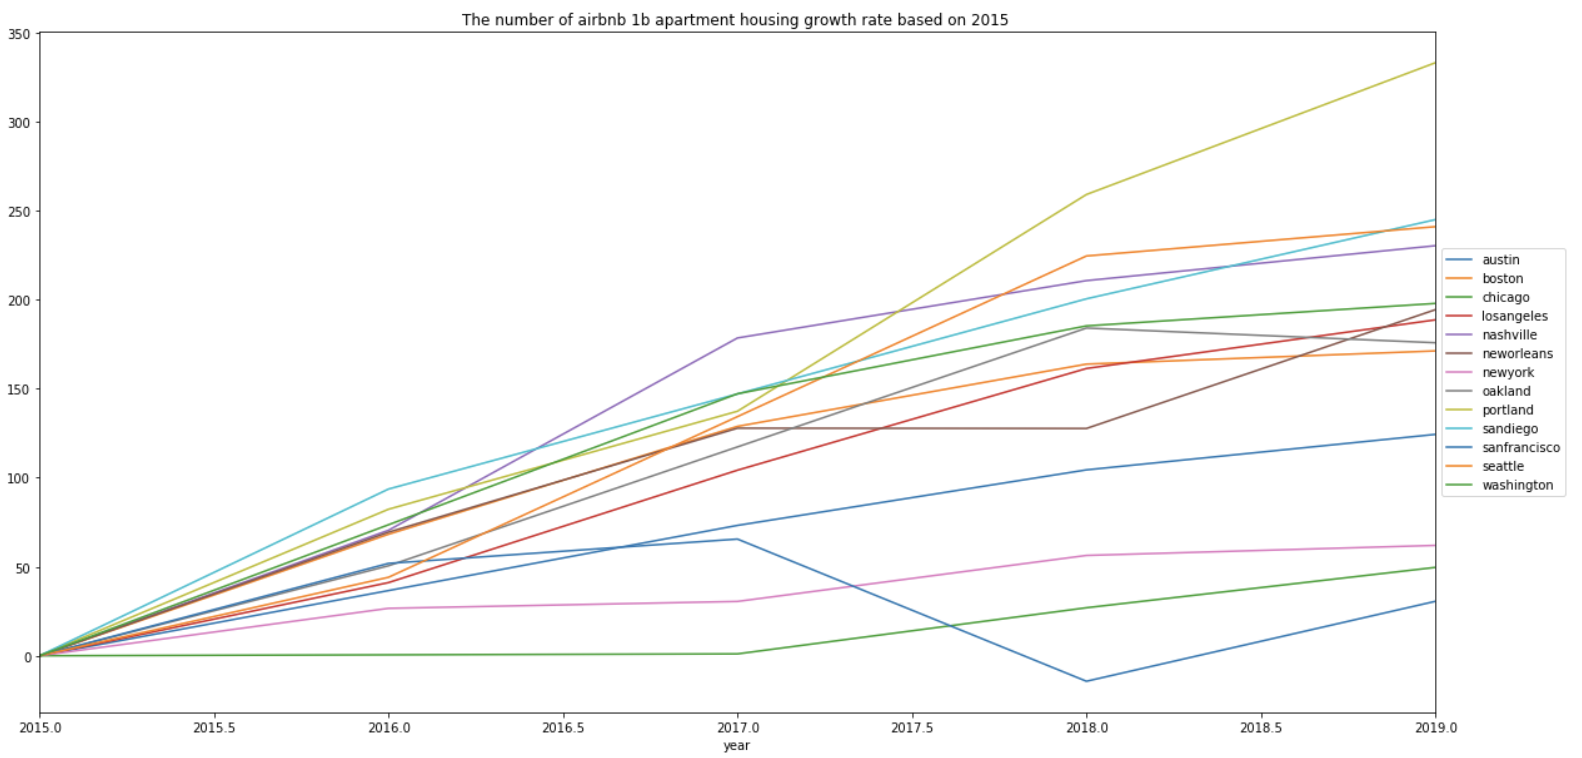 The number of airbnb 1b apartment housing growth rate based on 2015
350
300
250
200
150
100
50
0
2015.0 2015.5 2016.0 2016.5 2017.0 2017.5 2018.0 2018.5 2019.0
year
austin
boston
chicago
losangeles
nashville
neworleans
newyork
oakland
portland
sandiego
sanfrancisco
seattle
washington